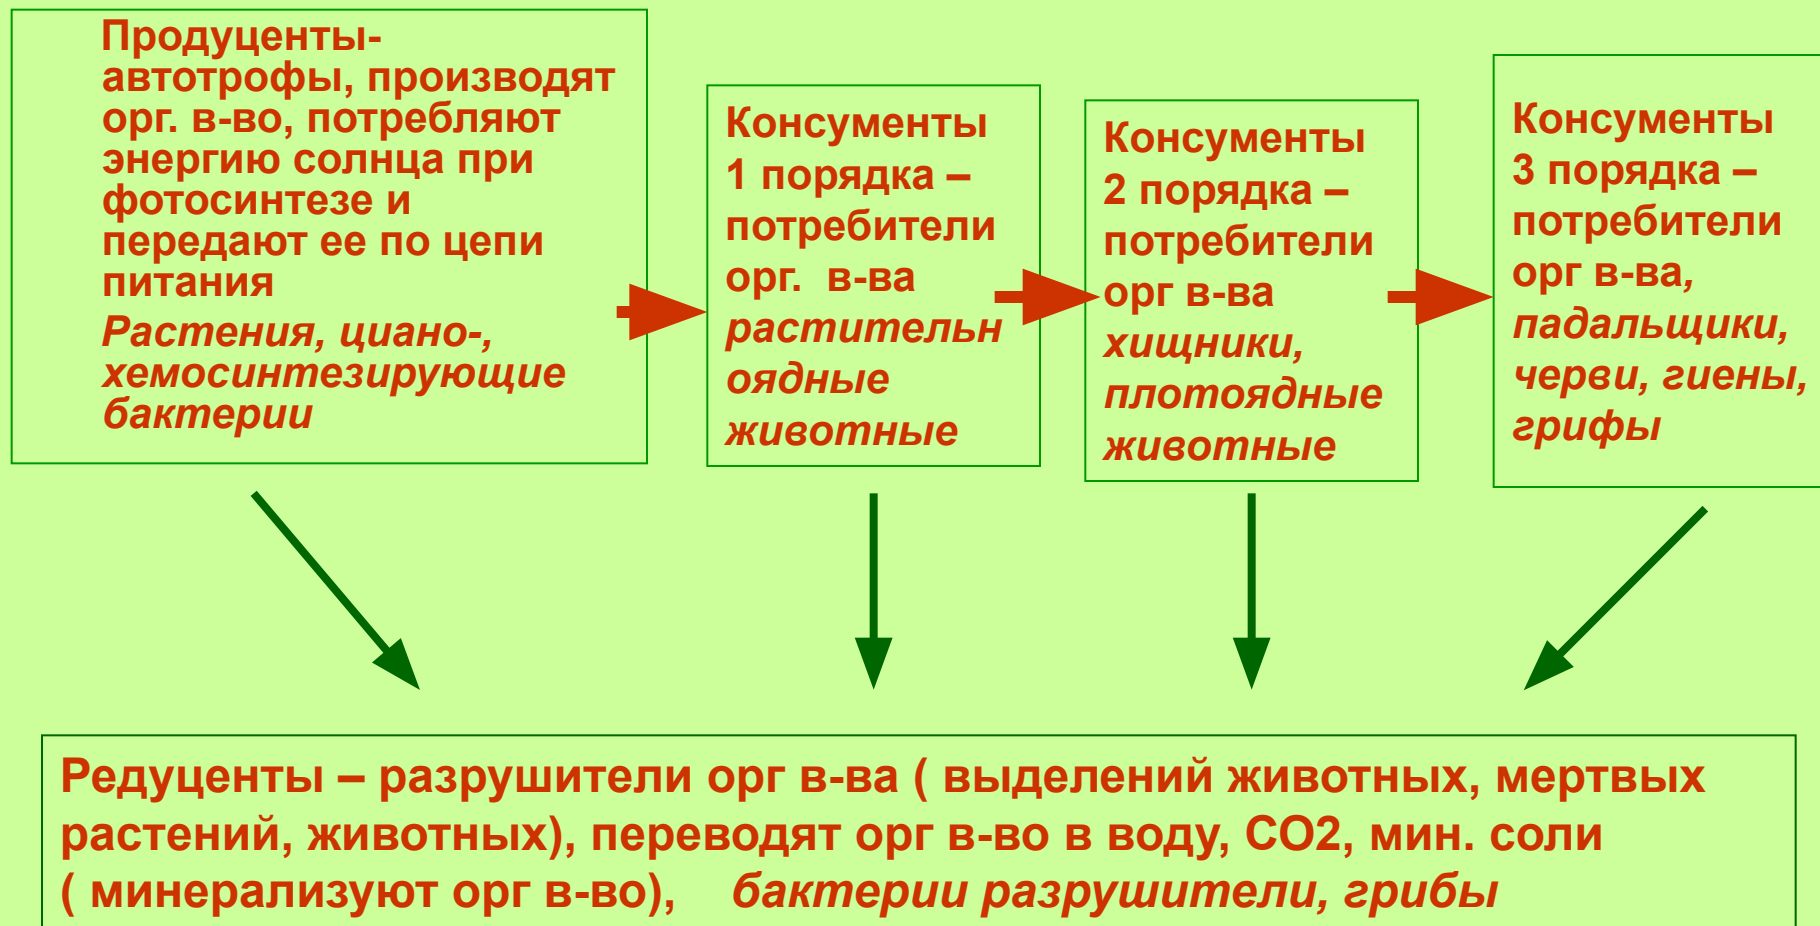 Продуценты-
автотрофы, производят
орг. в-во, потребляют
энергию солнца при
фотосинтезе и
передают ее по цепи
питания
Растения, циано-,
хемосинтезирующие
бактерии
Консументы
1 порядка –
потребители
орг. в-ва
растительн
оядные
животные
Консументы
2 порядка –
потребители
орг в-ва
хищники,
плотоядные
животные
Консументы
3 порядка –
потребители
орг в-ва,
падальщики,
черви, гиены,
грифы
Редуценты – разрушители орг в-ва ( выделений животных, мертвых
растений, животных), переводят орг в-во в воду, СО2, мин. соли
( минерализуют орг в-во), бактерии разрушители, грибы